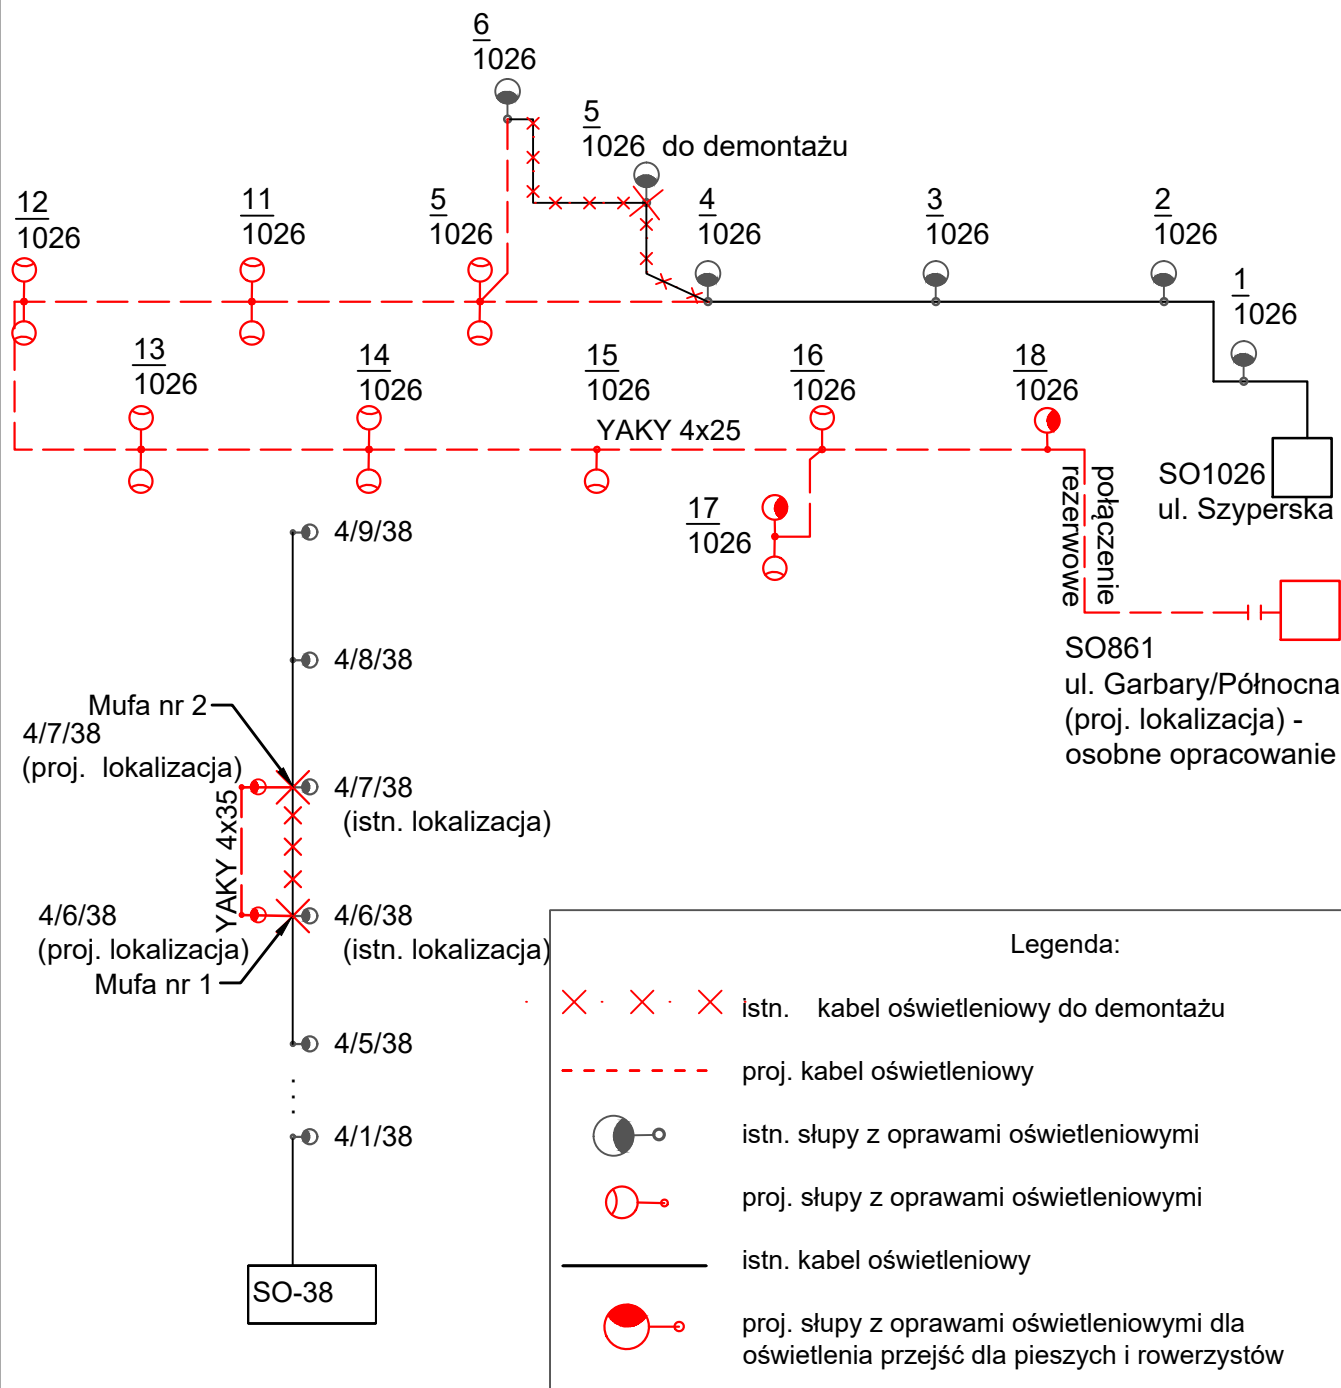 6
1026
5
1026 do demontażu
12
1026
11
1026
5
1026
4
1026
3
1026
2
1026
1
1026
13
1026
14
1026
15
1026
16
1026
18
1026
YAKY 4x25
17
1026
połączenie
rezerwowe
SO1026
ul. Szyperska
SO861
ul. Garbary/Północna
(proj. lokalizacja) -
osobne opracowanie
4/9/38
4/8/38
Mufa nr 2
4/7/38
(proj. lokalizacja)
4/7/38
(istn. lokalizacja)
YAKY 4x35
4/6/38
(proj. lokalizacja)
4/6/38
(istn. lokalizacja)
Mufa nr 1
4/5/38
4/1/38
SO-38
Legenda:
istn. kabel oświetleniowy do demontażu
proj. kabel oświetleniowy
istn. słupy z oprawami oświetleniowymi
proj. słupy z oprawami oświetleniowymi
istn. kabel oświetleniowy
proj. słupy z oprawami oświetleniowymi dla
oświetlenia przejść dla pieszych i rowerzystów